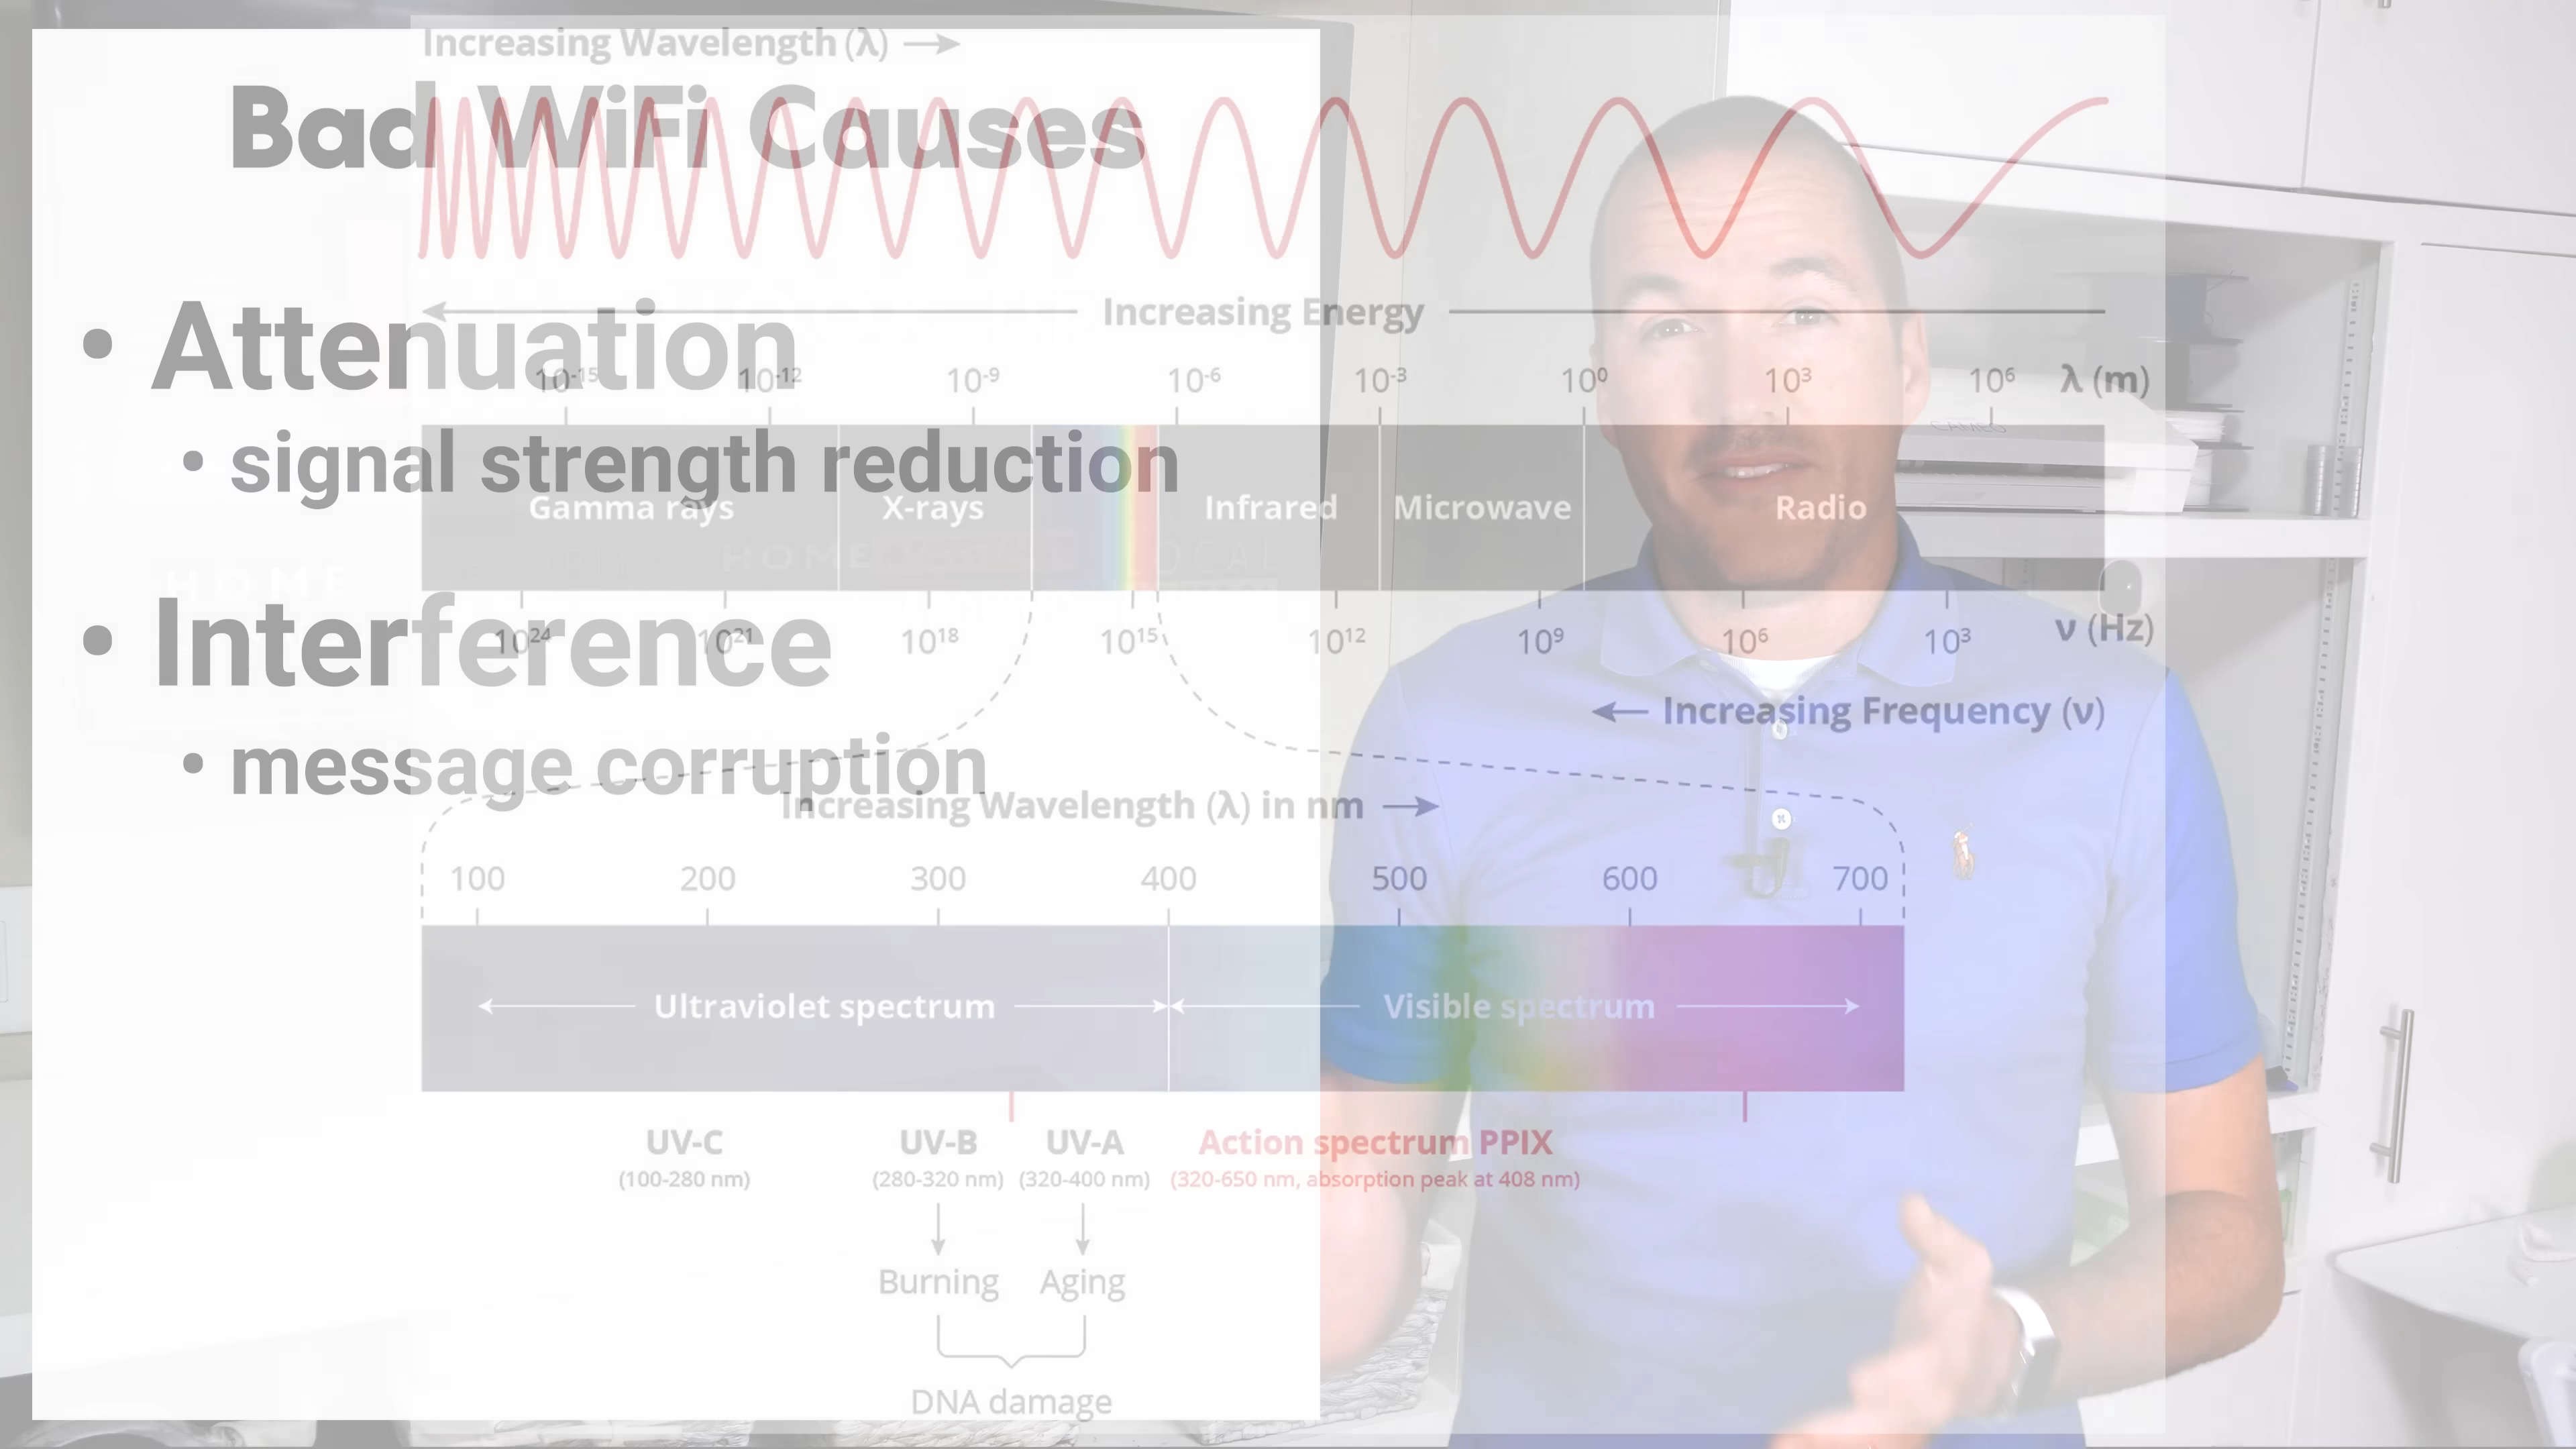 Increasing Wavelength (λ) →
Bad WiFi Causes
Increasing Energy
• Attenuation
10⁻¹⁵ 10⁻¹² 10⁻⁹ 10⁻⁶ 10⁻³ 10⁰ 10³ 10⁶ λ (m)
• signal strength reduction
Gamma rays X-rays Infrared Microwave Radio
HOME
HOME
• Interference
10²⁴ 10²¹ 10¹⁸ 10¹⁵ 10¹² 10⁹ 10⁶ 10³ ν (Hz)
← Increasing Frequency (ν)
• message corruption
Increasing Wavelength (λ) in nm →
100 200 300 400 500 600 700
Ultraviolet spectrum Visible spectrum
UV-C UV-B UV-A Action spectrum PPIX
(100-280 nm) (280-320 nm) (320-400 nm) (320-650 nm, absorption peak at 408 nm)
Burning Aging
DNA damage